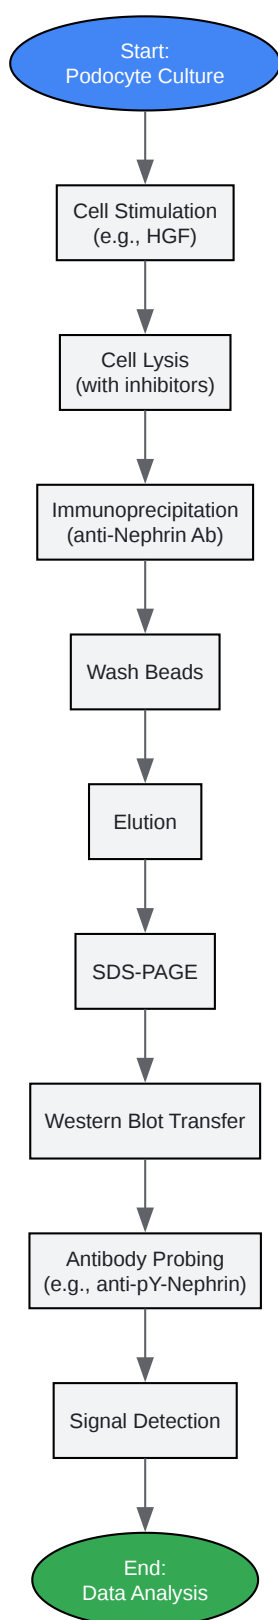 Start:
Podocyte Culture
Cell Stimulation
(e.g., HGF)
Cell Lysis
(with inhibitors)
Immunoprecipitation
(anti-Nephrin Ab)
Wash Beads
Elution
SDS-PAGE
Western Blot Transfer
Antibody Probing
(e.g., anti-pY-Nephrin)
Signal Detection
End:
Data Analysis